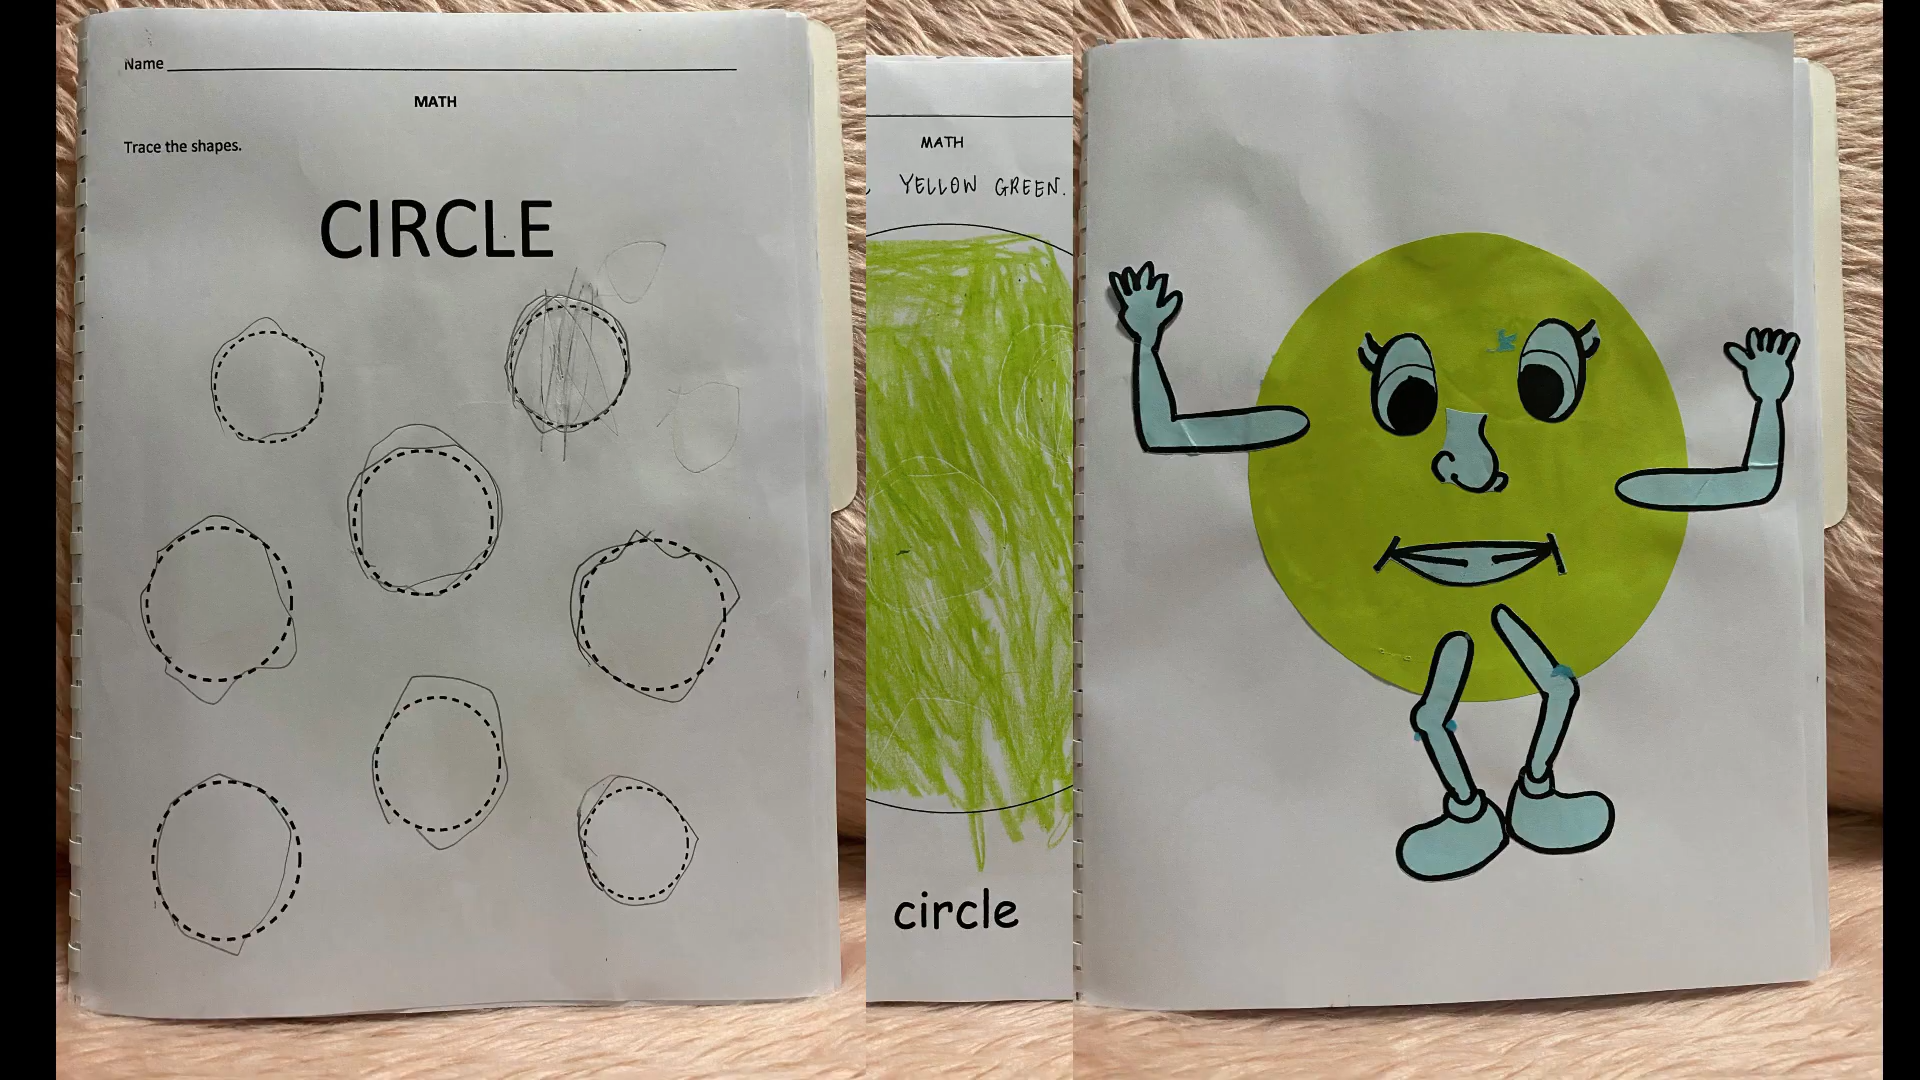 Name
MATH
Trace the shapes.
CIRCLE
MATH
YELLOW GREEN.
circle